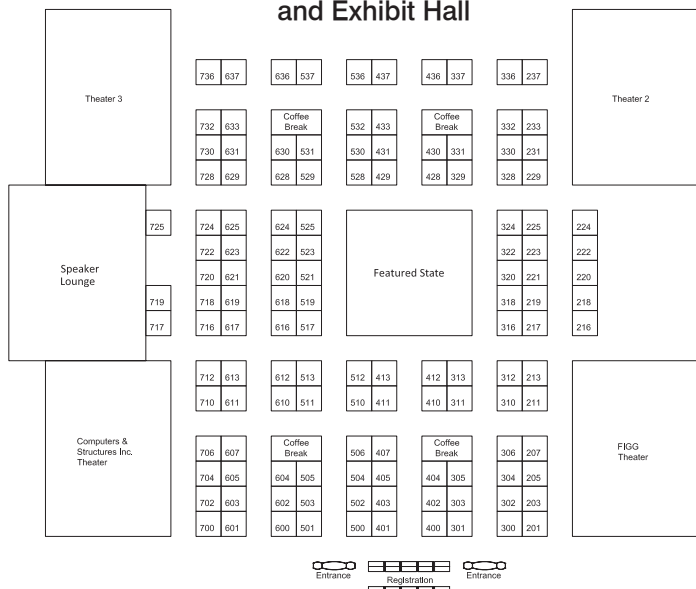 and Exhibit Hall
736 637 636 537 536 437 436 337 336 237
Theater 3
Theater 2
Coffee
Break
Coffee
Break
732 633 532 433 332 233
730 631 630 531 530 431 430 331 330 231
728 629 628 529 528 429 428 329 328 229
725 724 625 624 525 324 225 224
722 623 622 523 322 223 222
Speaker
Lounge
Featured State
720 621 620 521 320 221 220
719 718 619 618 519 318 219 218
717 716 617 616 517 316 217 216
712 613 612 513 512 413 412 313 312 213
710 611 610 511 510 411 410 311 310 211
Computers &
Structures Inc.
Theater
FIGG
Theater
Coffee
Break
Coffee
Break
706 607 506 407 306 207
704 605 604 505 504 405 404 305 304 205
702 603 602 503 502 403 402 303 302 203
700 601 600 501 500 401 400 301 300 201
Entrance
Registration
Entrance